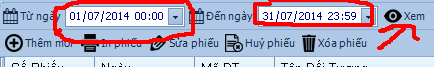 Từ ngày 01/07/2014 00:00 Đến ngày 31/07/2014 23:59 Xem
Thêm mới In phiếu Sửa phiếu Huỷ phiếu Xóa phiếu
Số Phiếu Ngày Mã ĐT Tên Đối Tượng